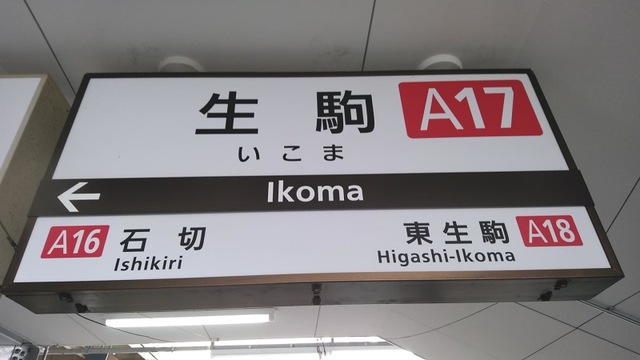 生駒 A17
いこま
Ikoma
A16 石切
Ishikiri
東生駒 A18
Higashi-Ikoma